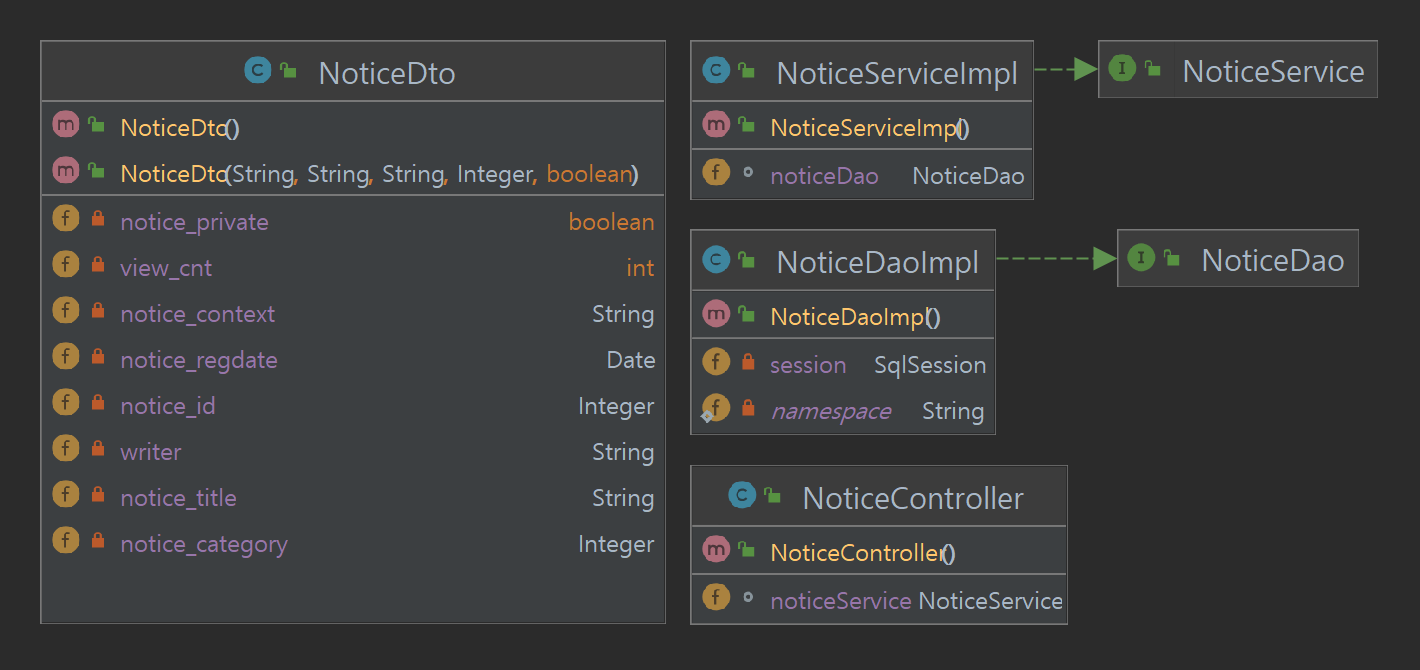 NoticeDto
NoticeDto()
NoticeDto(String, String, String, Integer, boolean)
notice_private boolean
view_cnt int
notice_context String
notice_regdate Date
notice_id Integer
writer String
notice_title String
notice_category Integer
NoticeServiceImpl
NoticeServiceImpl()
noticeDao NoticeDao
NoticeService
NoticeDaoImpl
NoticeDaoImpl()
session SqlSession
namespace String
NoticeDao
NoticeController
NoticeController()
noticeService NoticeService